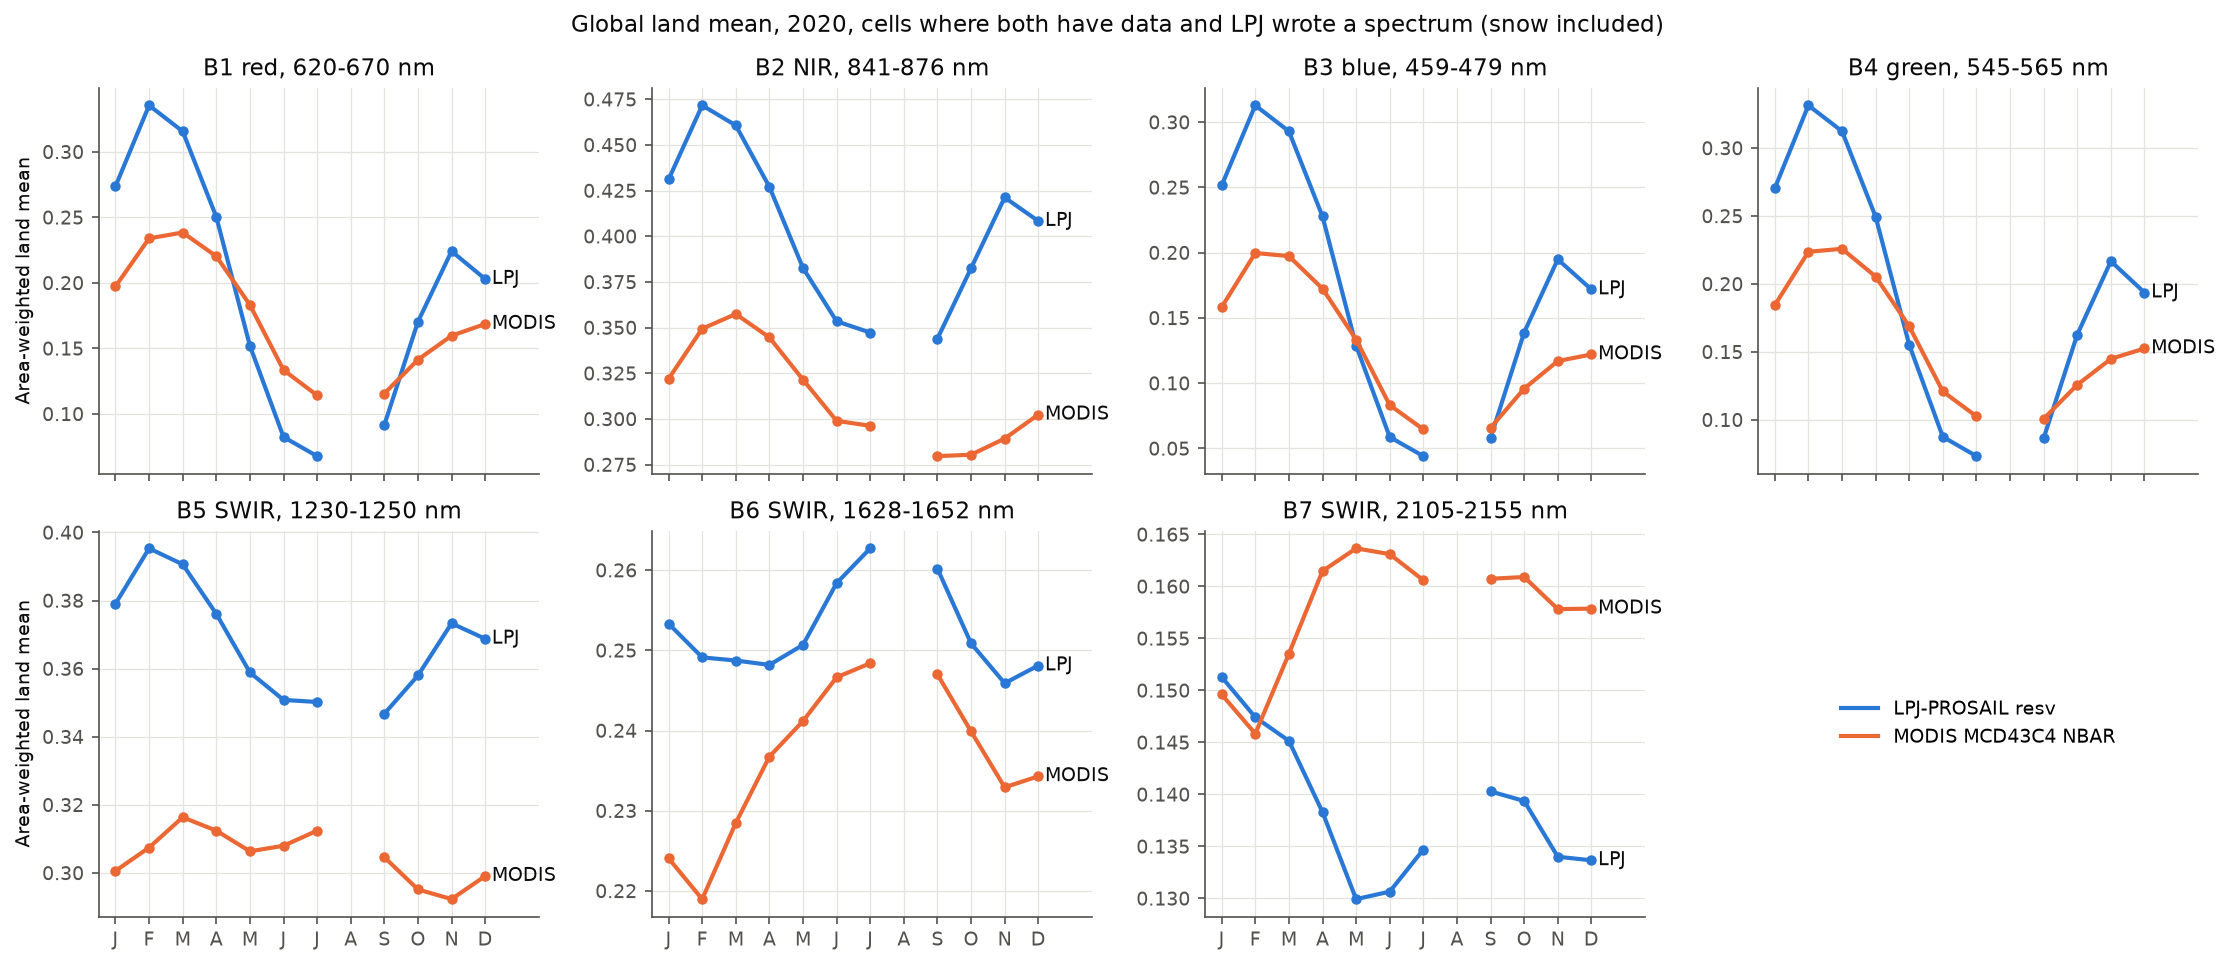 Global land mean, 2020, cells where both have data and LPJ wrote a spectrum (snow included)
B1 red, 620-670 nm
Area-weighted land mean
0.30
0.25
0.20
0.15
0.10
LPJ
MODIS
B2 NIR, 841-876 nm
0.475
0.450
0.425
0.400
0.375
0.350
0.325
0.300
0.275
LPJ
MODIS
B3 blue, 459-479 nm
0.30
0.25
0.20
0.15
0.10
0.05
LPJ
MODIS
B4 green, 545-565 nm
0.30
0.25
0.20
0.15
0.10
LPJ
MODIS
B5 SWIR, 1230-1250 nm
Area-weighted land mean
0.40
0.38
0.36
0.34
0.32
0.30
LPJ
MODIS
J F M A M J J A S O N D
B6 SWIR, 1628-1652 nm
0.26
0.25
0.24
0.23
0.22
LPJ
MODIS
J F M A M J J A S O N D
B7 SWIR, 2105-2155 nm
0.165
0.160
0.155
0.150
0.145
0.140
0.135
0.130
MODIS
LPJ
J F M A M J J A S O N D
LPJ-PROSAIL resv
MODIS MCD43C4 NBAR